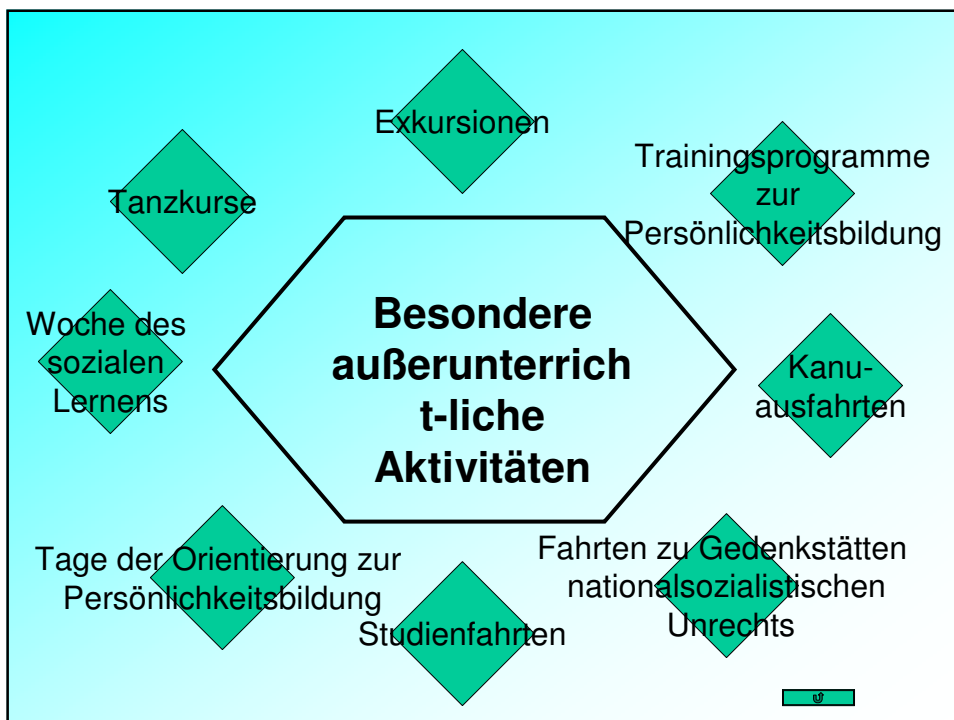 Exkursionen
Trainingsprogramme
zur
Persönlichkeitsbildung
Tanzkurse
Besondere
außerunterrich
t-liche
Aktivitäten
Woche des
sozialen
Lernens
Kanu-
ausfahrten
Tage der Orientierung zur
Persönlichkeitsbildung
Studienfahrten
Fahrten zu Gedenkstätten
nationalsozialistischen
Unrechts